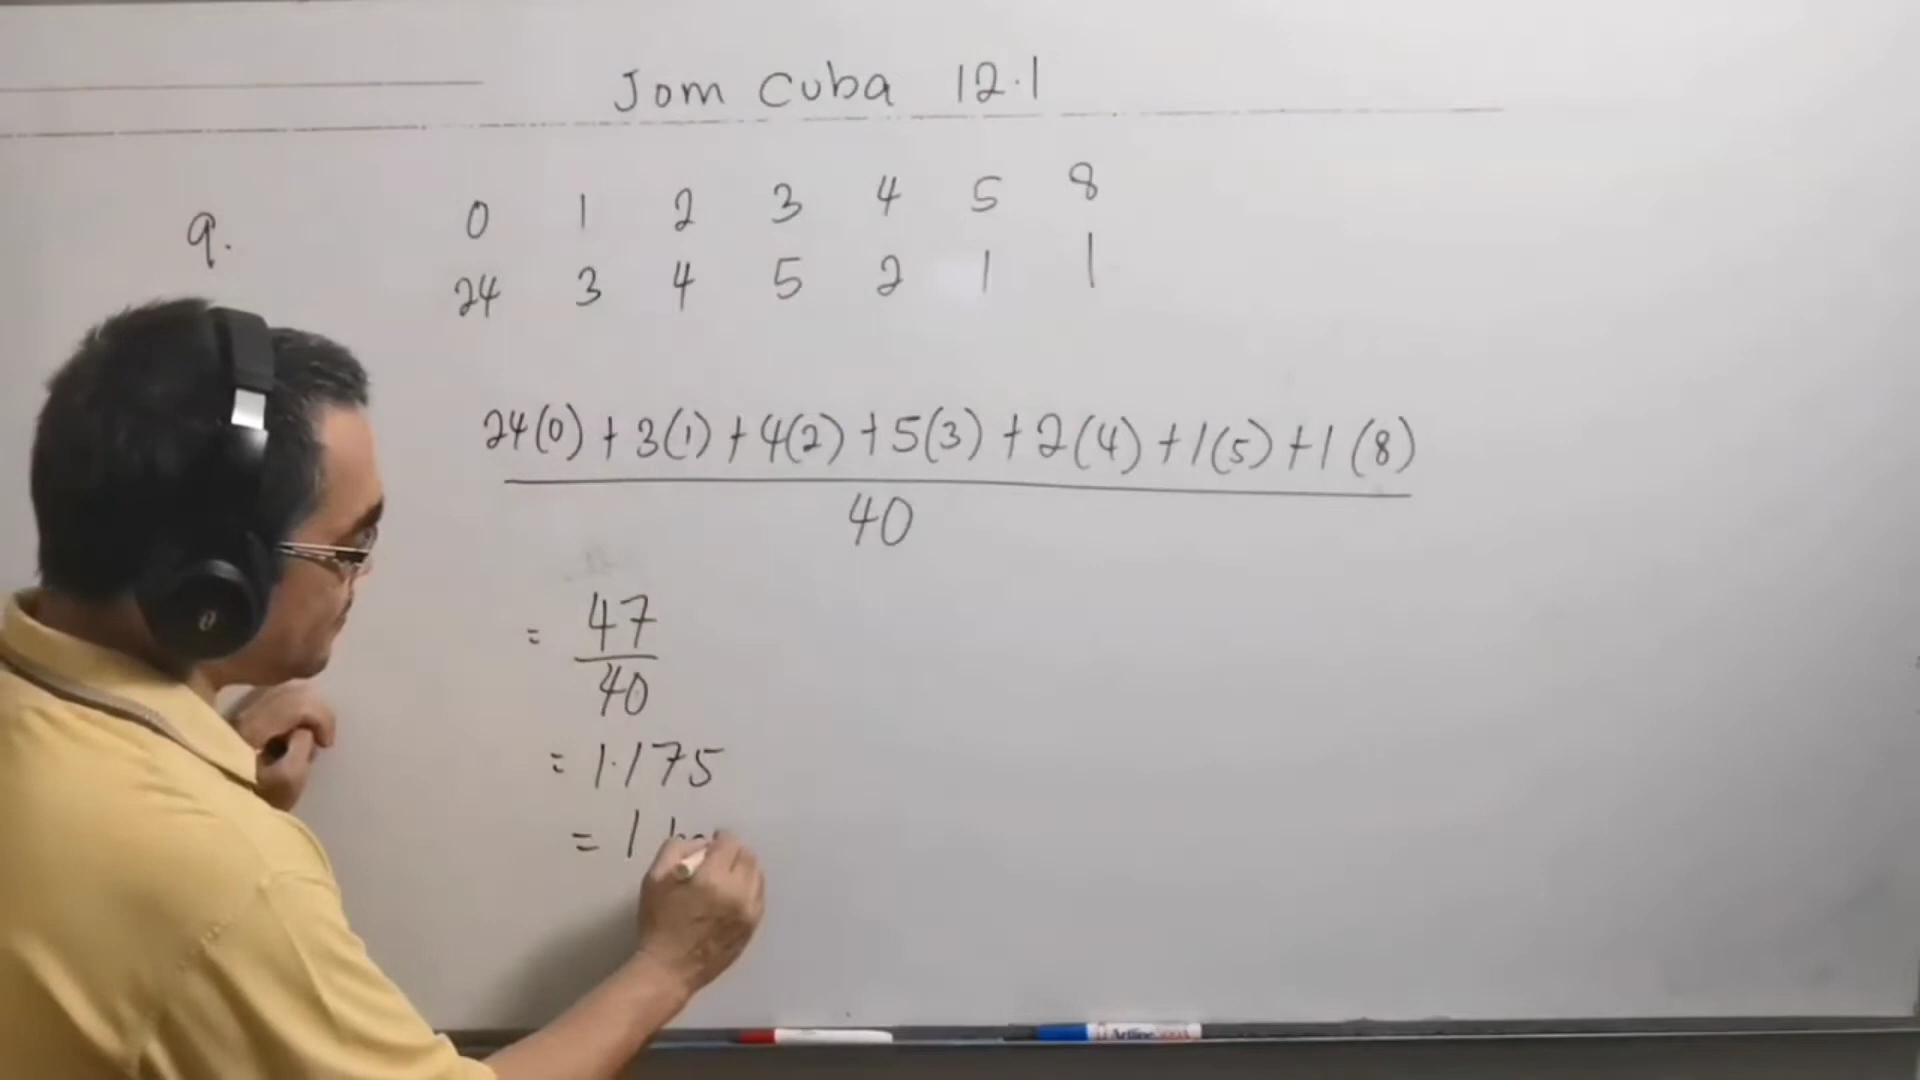 Jom Cuba 12.1
9.
0 1 2 3 4 5 8
24 3 4 5 2 1 1
24(0) + 3(1) + 4(2) + 5(3) + 2(4) + 1(5) + 1(8)
40
= 47
40
= 1.175
= 1
Artline